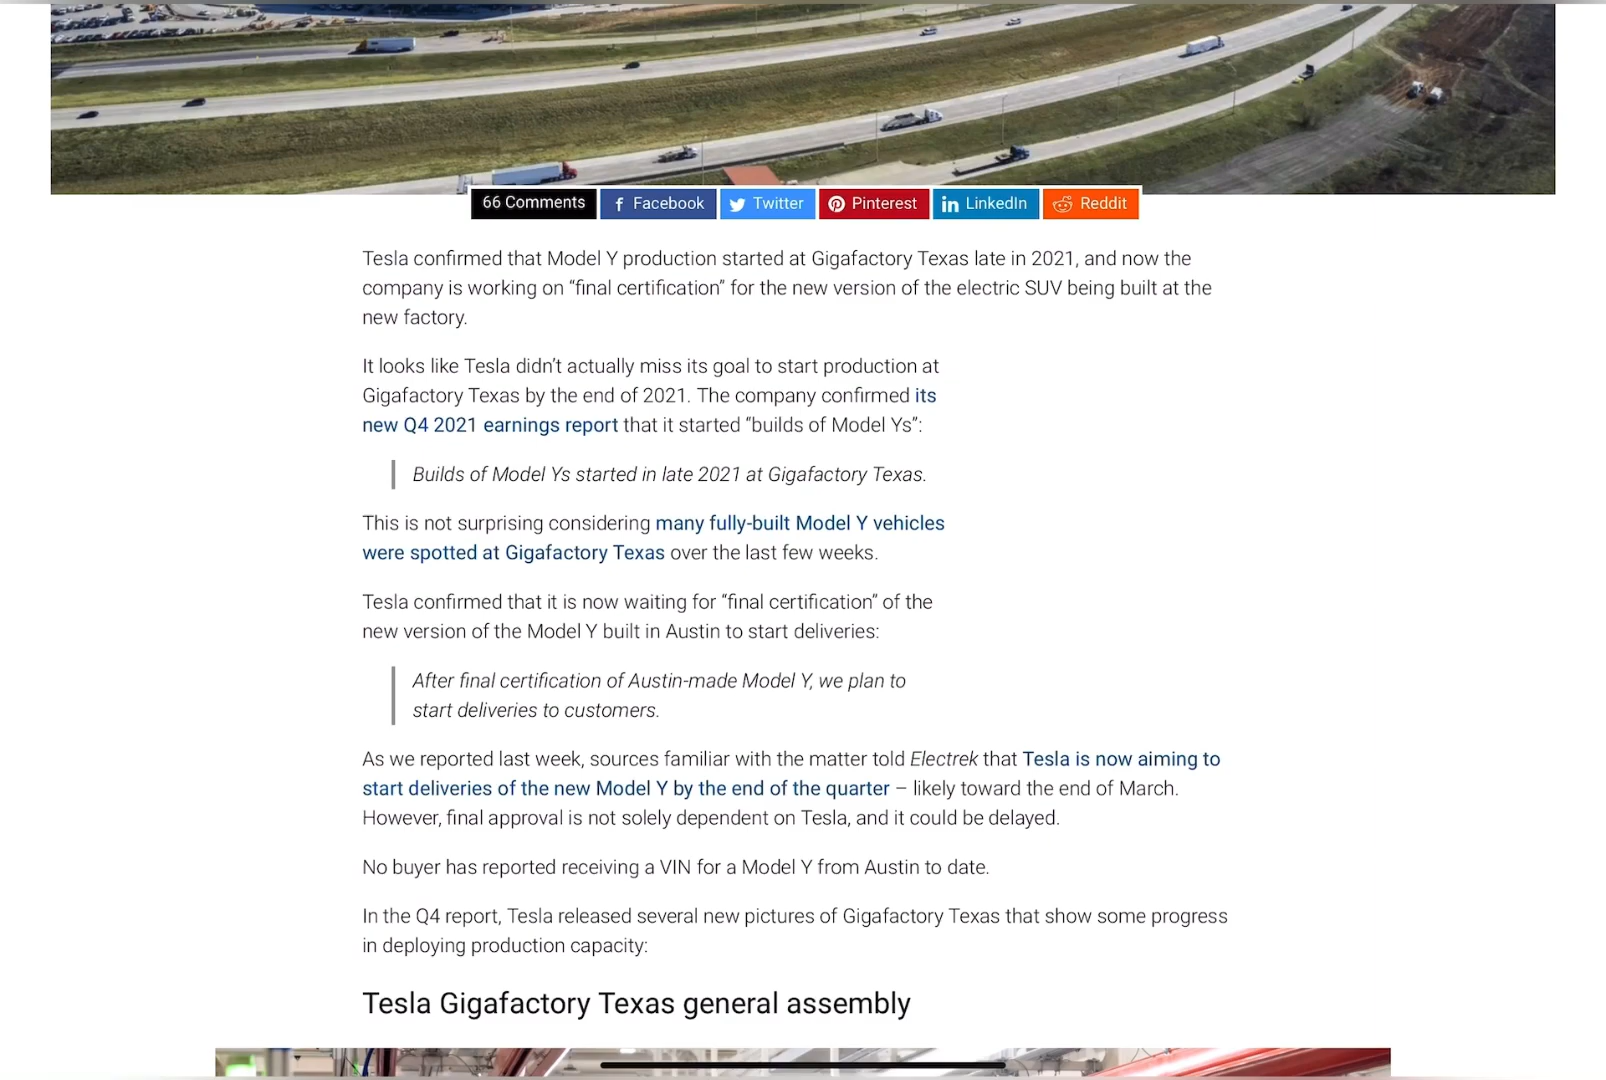 66 Comments
Facebook
Twitter
Pinterest
LinkedIn
Reddit
Tesla confirmed that Model Y production started at Gigafactory Texas late in 2021, and now the
company is working on “final certification” for the new version of the electric SUV being built at the
new factory.
It looks like Tesla didn’t actually miss its goal to start production at
Gigafactory Texas by the end of 2021. The company confirmed its
new Q4 2021 earnings report that it started “builds of Model Ys”:
Builds of Model Ys started in late 2021 at Gigafactory Texas.
This is not surprising considering many fully-built Model Y vehicles
were spotted at Gigafactory Texas over the last few weeks.
Tesla confirmed that it is now waiting for “final certification” of the
new version of the Model Y built in Austin to start deliveries:
After final certification of Austin-made Model Y, we plan to
start deliveries to customers.
As we reported last week, sources familiar with the matter told Electrek that Tesla is now aiming to
start deliveries of the new Model Y by the end of the quarter – likely toward the end of March.
However, final approval is not solely dependent on Tesla, and it could be delayed.
No buyer has reported receiving a VIN for a Model Y from Austin to date.
In the Q4 report, Tesla released several new pictures of Gigafactory Texas that show some progress
in deploying production capacity:
Tesla Gigafactory Texas general assembly